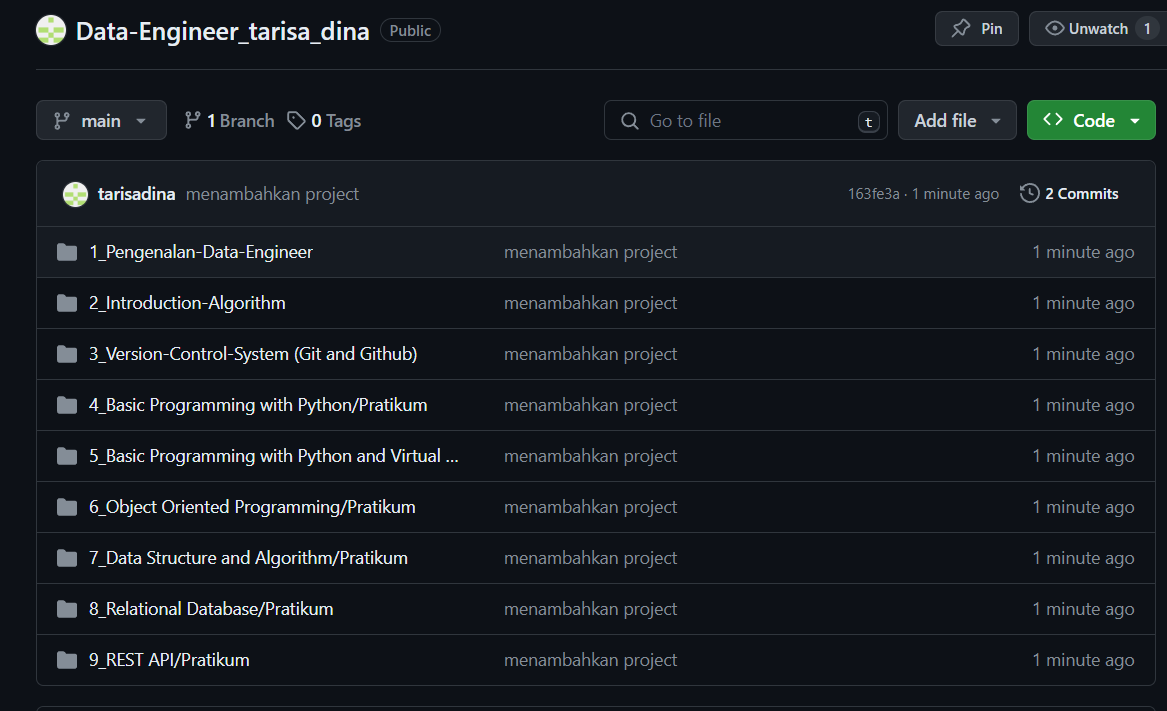 Data-Engineer_tarisa_dina Public Pin Unwatch 1
main 1 Branch 0 Tags Go to file t Add file <> Code
tarisadina menambahkan project 163fe3a · 1 minute ago 2 Commits
1_Pengenalan-Data-Engineer menambahkan project 1 minute ago
2_Introduction-Algorithm menambahkan project 1 minute ago
3_Version-Control-System (Git and Github) menambahkan project 1 minute ago
4_Basic Programming with Python/Pratikum menambahkan project 1 minute ago
5_Basic Programming with Python and Virtual ... menambahkan project 1 minute ago
6_Object Oriented Programming/Pratikum menambahkan project 1 minute ago
7_Data Structure and Algorithm/Pratikum menambahkan project 1 minute ago
8_Relational Database/Pratikum menambahkan project 1 minute ago
9_REST API/Pratikum menambahkan project 1 minute ago